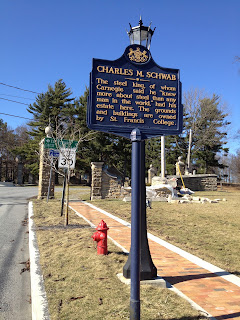 CHARLES M. SCHWAB
The steel king, of whom
Carnegie said he "knew
more about steel than any
man in the world," had his
estate here. The grounds
and buildings are owned
by St. Francis College.